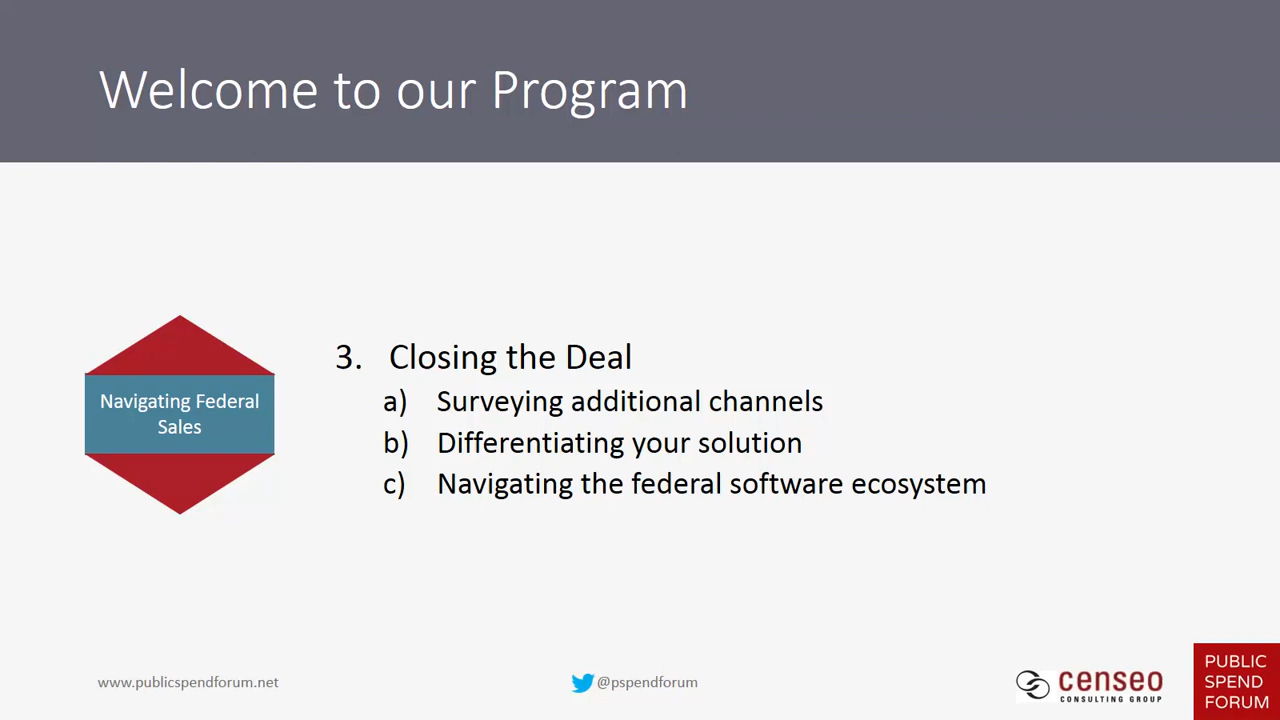 Welcome to our Program
Navigating Federal
Sales
3. Closing the Deal
a) Surveying additional channels
b) Differentiating your solution
c) Navigating the federal software ecosystem
www.publicspendforum.net
@pspendforum
censeo
CONSULTING GROUP
PUBLIC
SPEND
FORUM